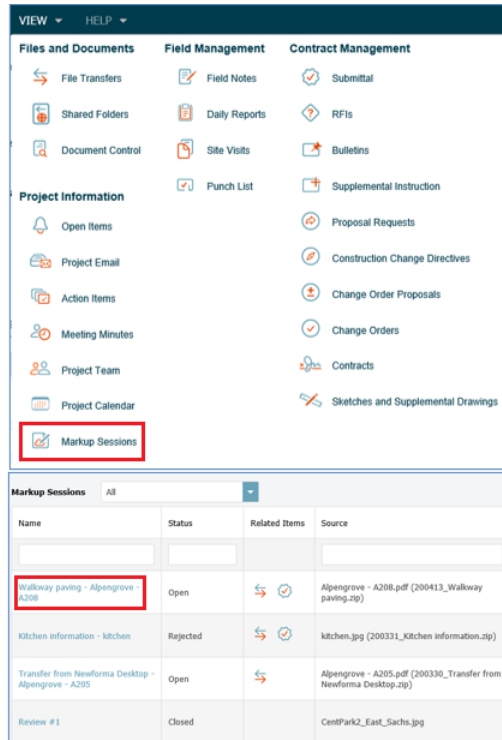 VIEW HELP
Files and Documents
File Transfers
Shared Folders
Document Control
Project Information
Open Items
Project Email
Action Items
Meeting Minutes
Project Team
Project Calendar
Markup Sessions
Field Management
Field Notes
Daily Reports
Site Visits
Punch List
Contract Management
Submittal
RFIs
Bulletins
Supplemental Instruction
Proposal Requests
Construction Change Directives
Change Order Proposals
Change Orders
Contracts
Sketches and Supplemental Drawings
Markup Sessions All
Name Status Related Items Source
Walkway paving - Alpengrove -
A208
Open
Alpengrove - A208.pdf (200413_Walkway
paving.zip)
Kitchen information - kitchen Rejected kitchen.jpg (200331_Kitchen information.zip)
Transfer from Newforma Desktop -
Alpengrove - A205
Open
Alpengrove - A205.pdf (200330_Transfer from
Newforma Desktop.zip)
Review #1 Closed CentPark2_East_Sachs.jpg